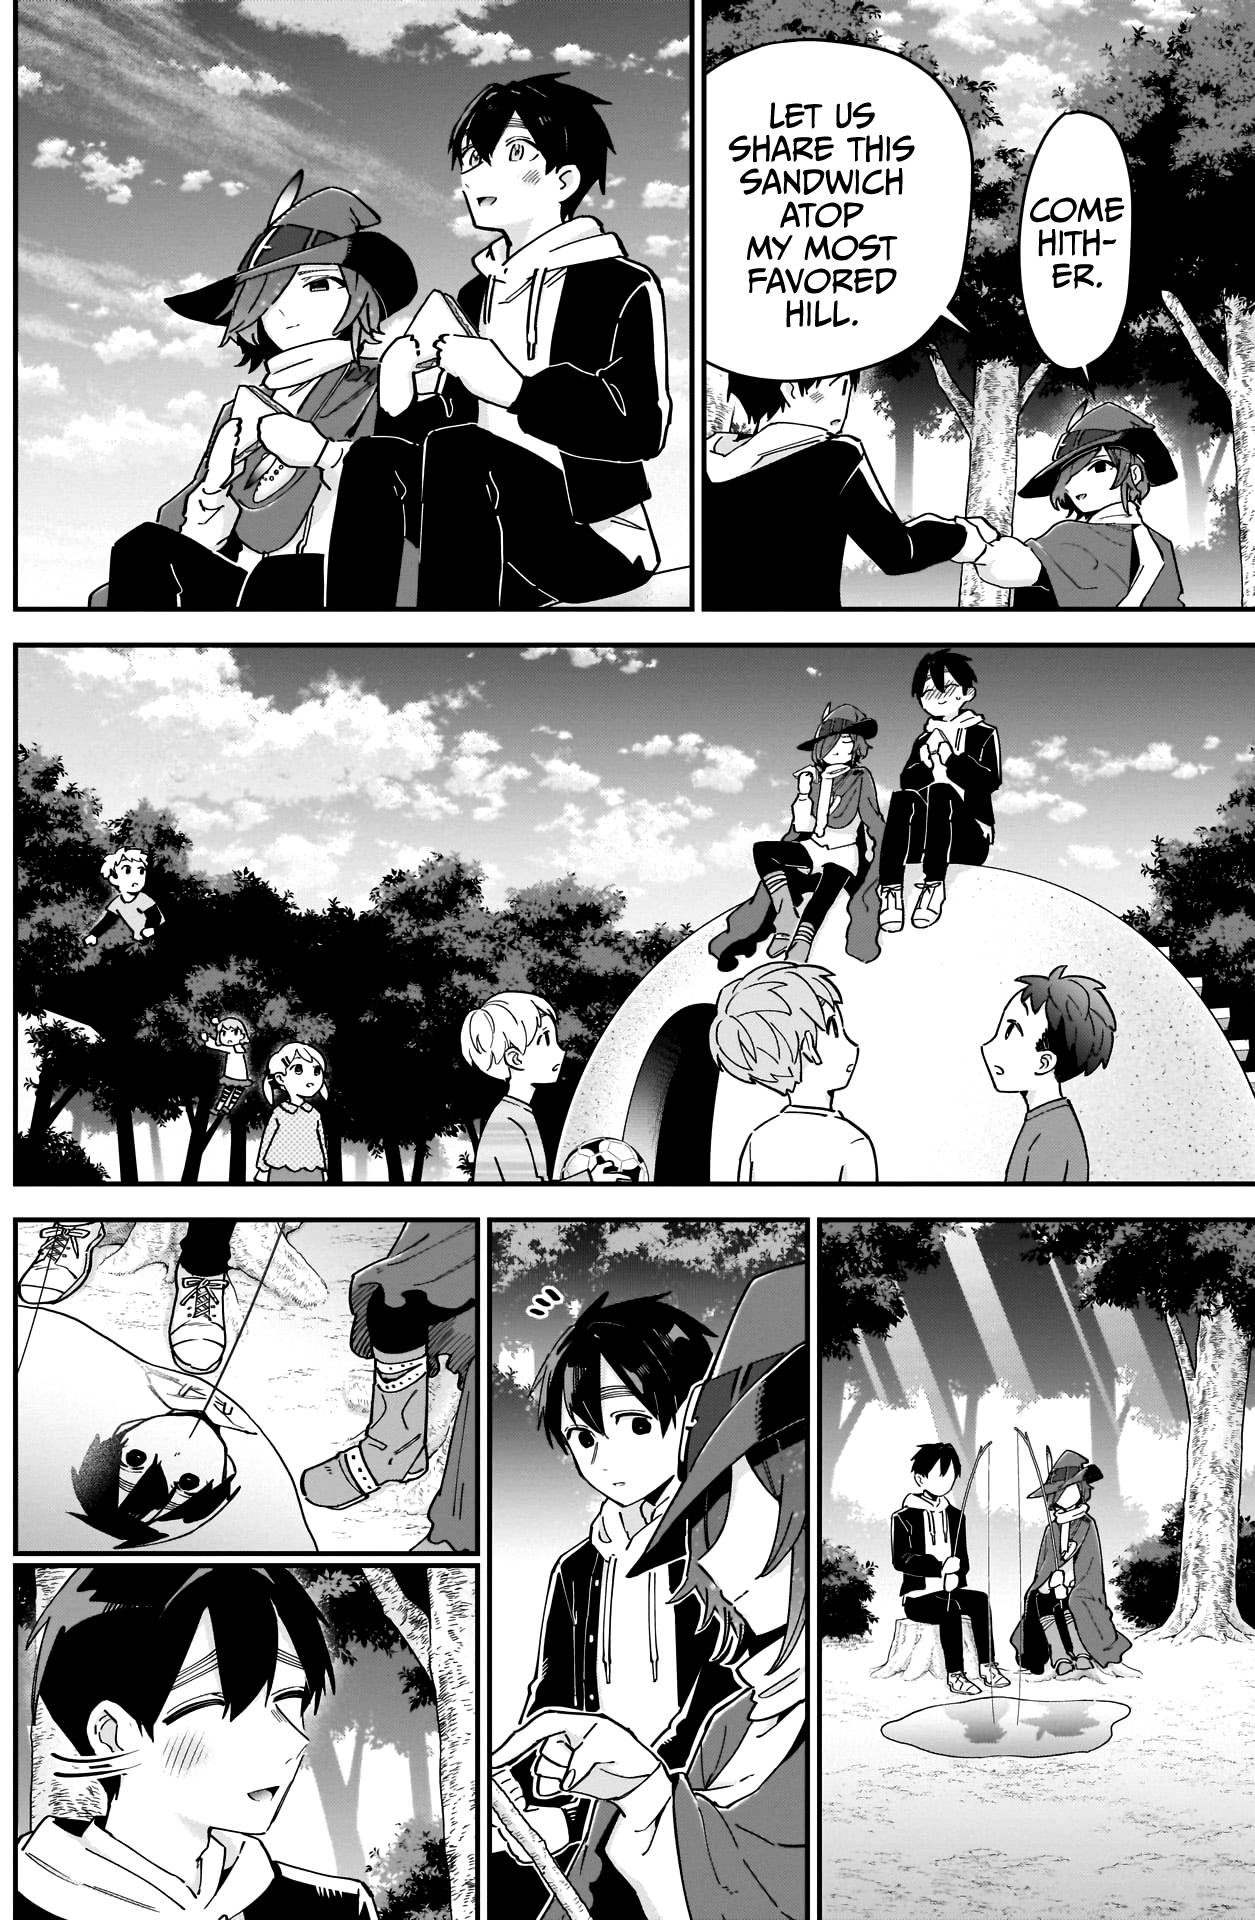 COME
HITH-
ER.
LET US
SHARE THIS
SANDWICH
ATOP
MY MOST
FAVORED
HILL.